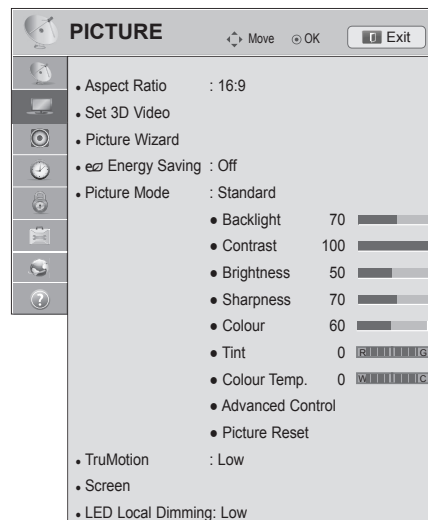 PICTURE
Move OK Exit
• Aspect Ratio : 16:9
• Set 3D Video
• Picture Wizard
• Energy Saving : Off
• Picture Mode : Standard
• Backlight 70
• Contrast 100
• Brightness 50
• Sharpness 70
• Colour 60
• Tint 0 R G
• Colour Temp. 0 W C
• Advanced Control
• Picture Reset
• TruMotion : Low
• Screen
• LED Local Dimming: Low